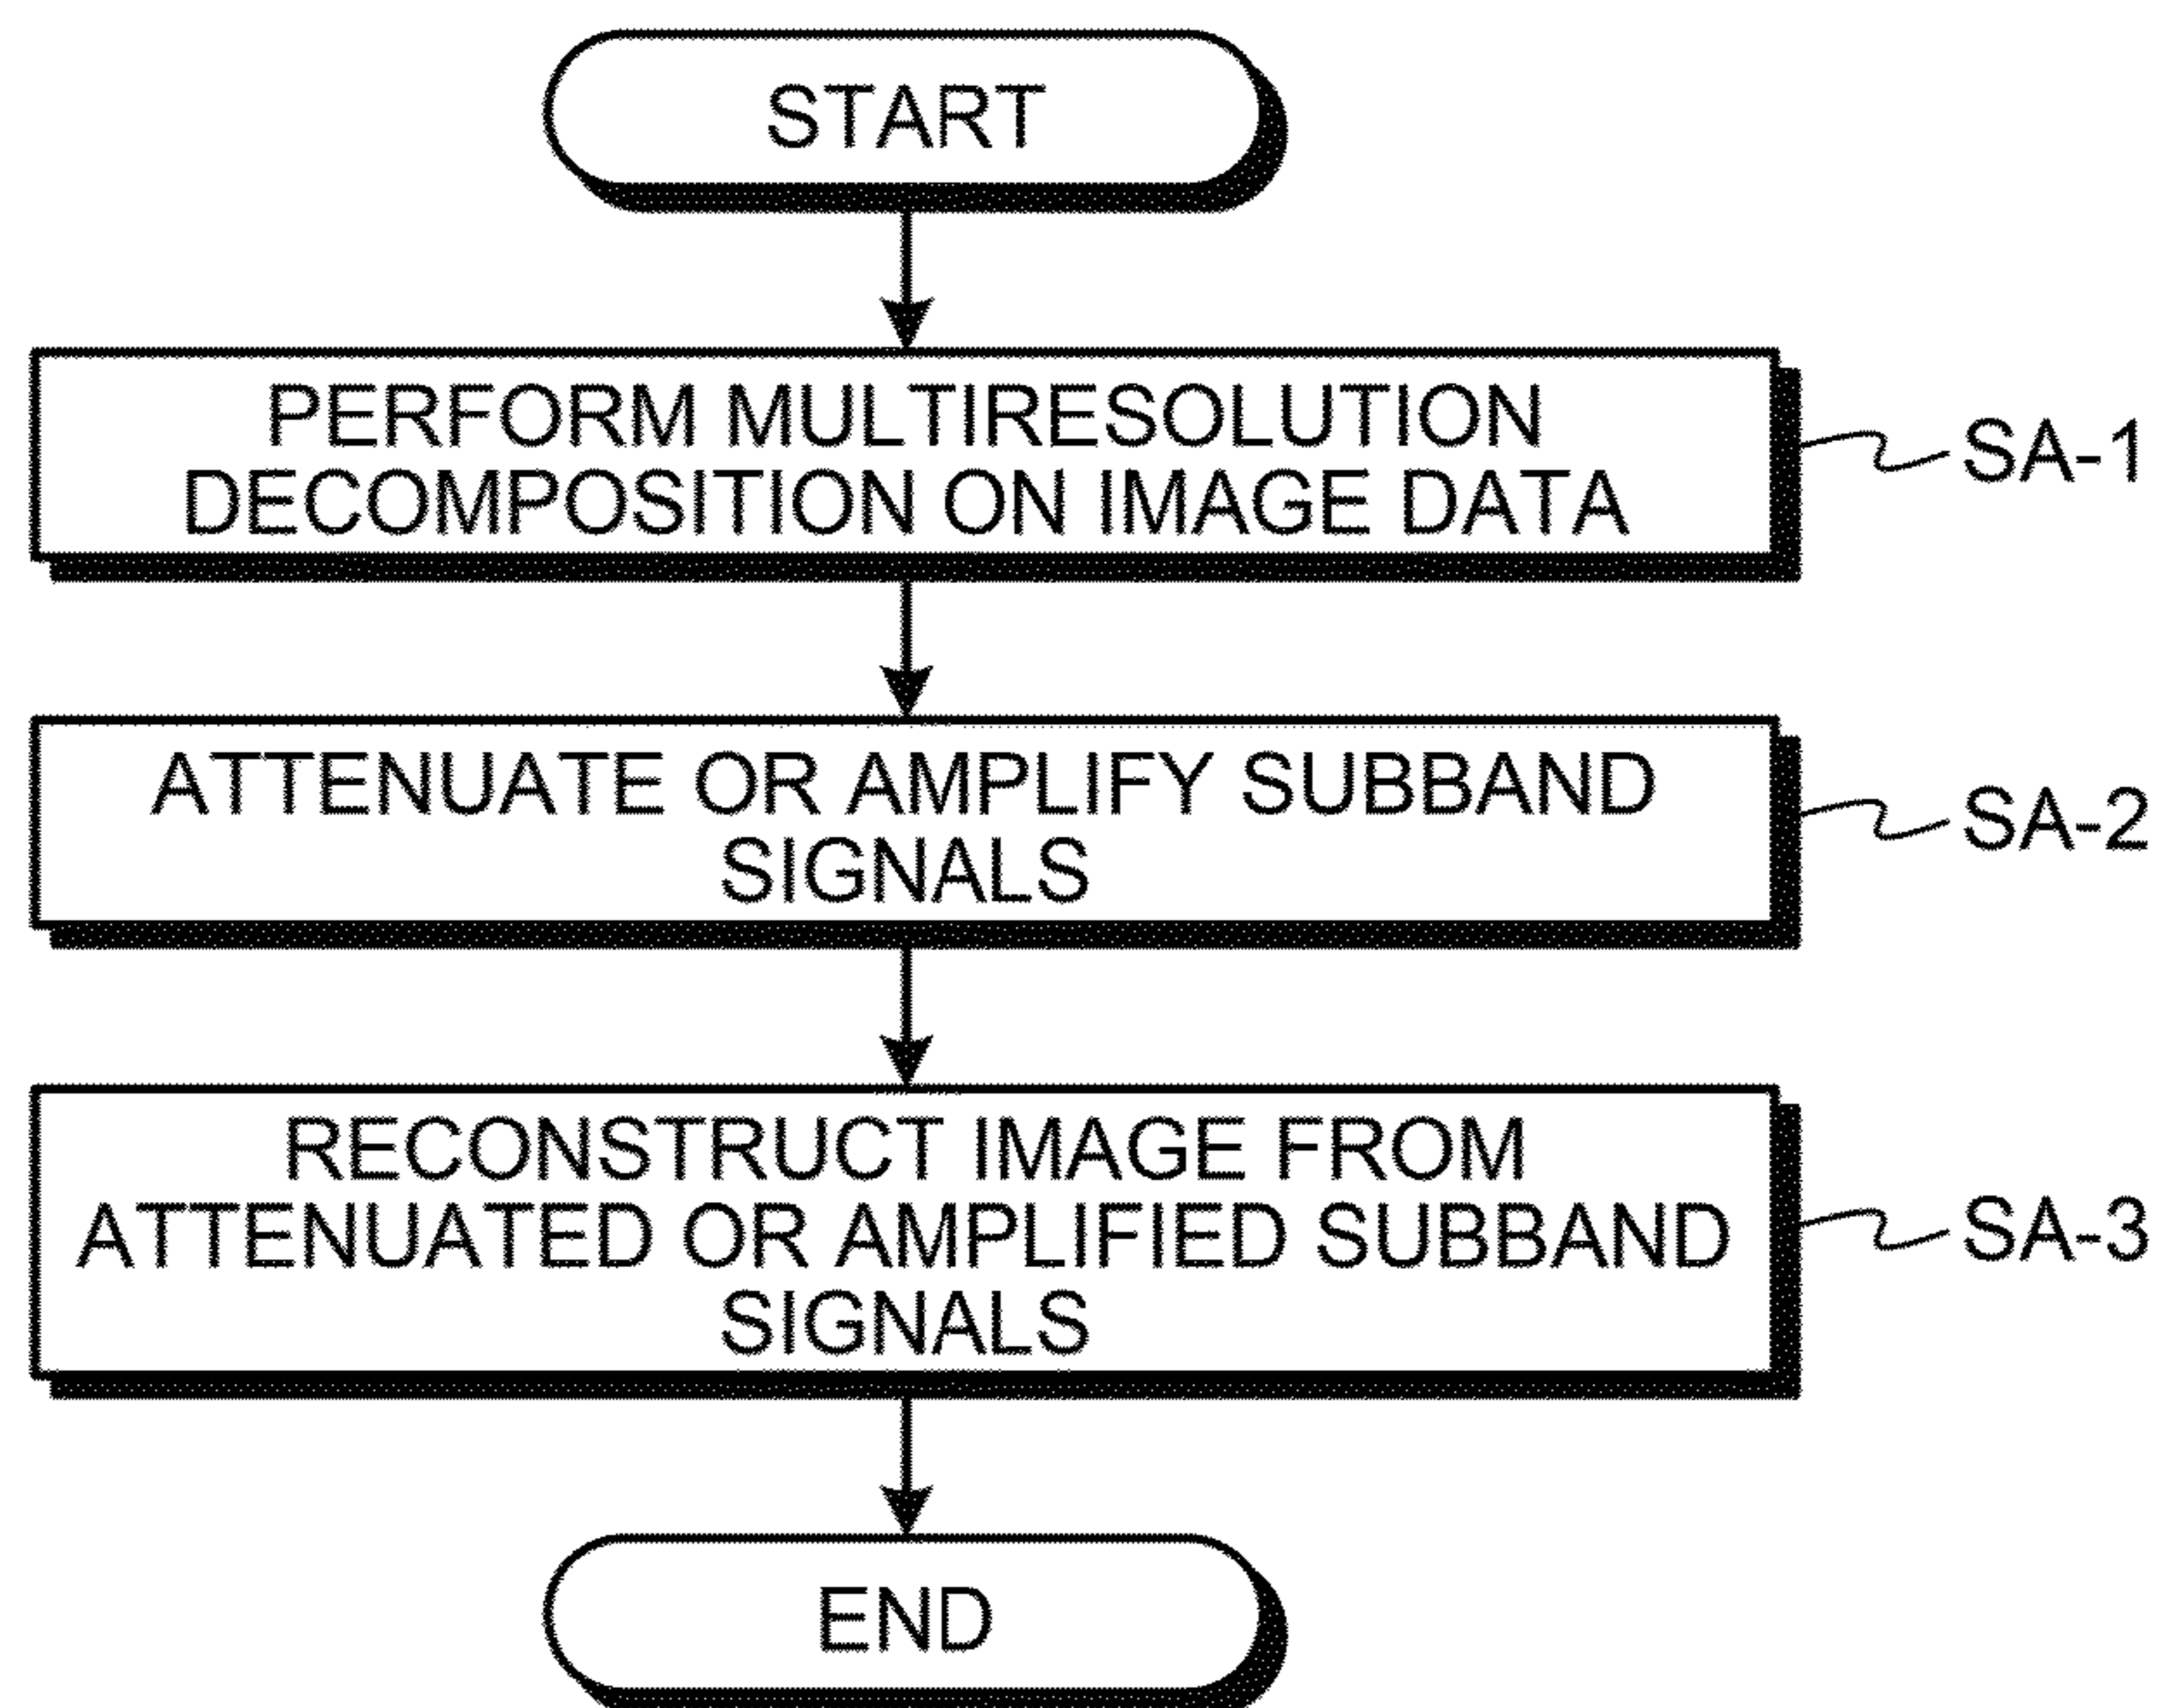 START
PERFORM MULTIRESOLUTION
DECOMPOSITION ON IMAGE DATA
SA-1
ATTENUATE OR AMPLIFY SUBBAND
SIGNALS
SA-2
RECONSTRUCT IMAGE FROM
ATTENUATED OR AMPLIFIED SUBBAND
SIGNALS
SA-3
END